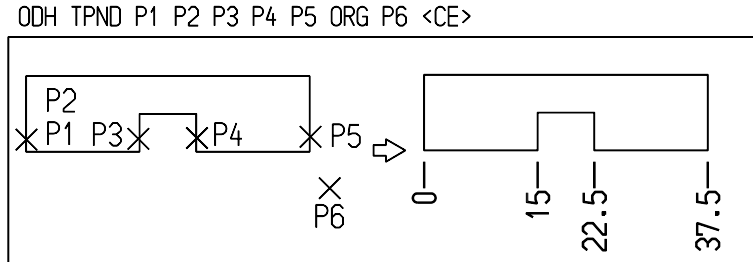 ODH TPND P1 P2 P3 P4 P5 ORG P6 <CE>
P2
P1 P3 P4 P5
P6
0
15
22.5
37.5